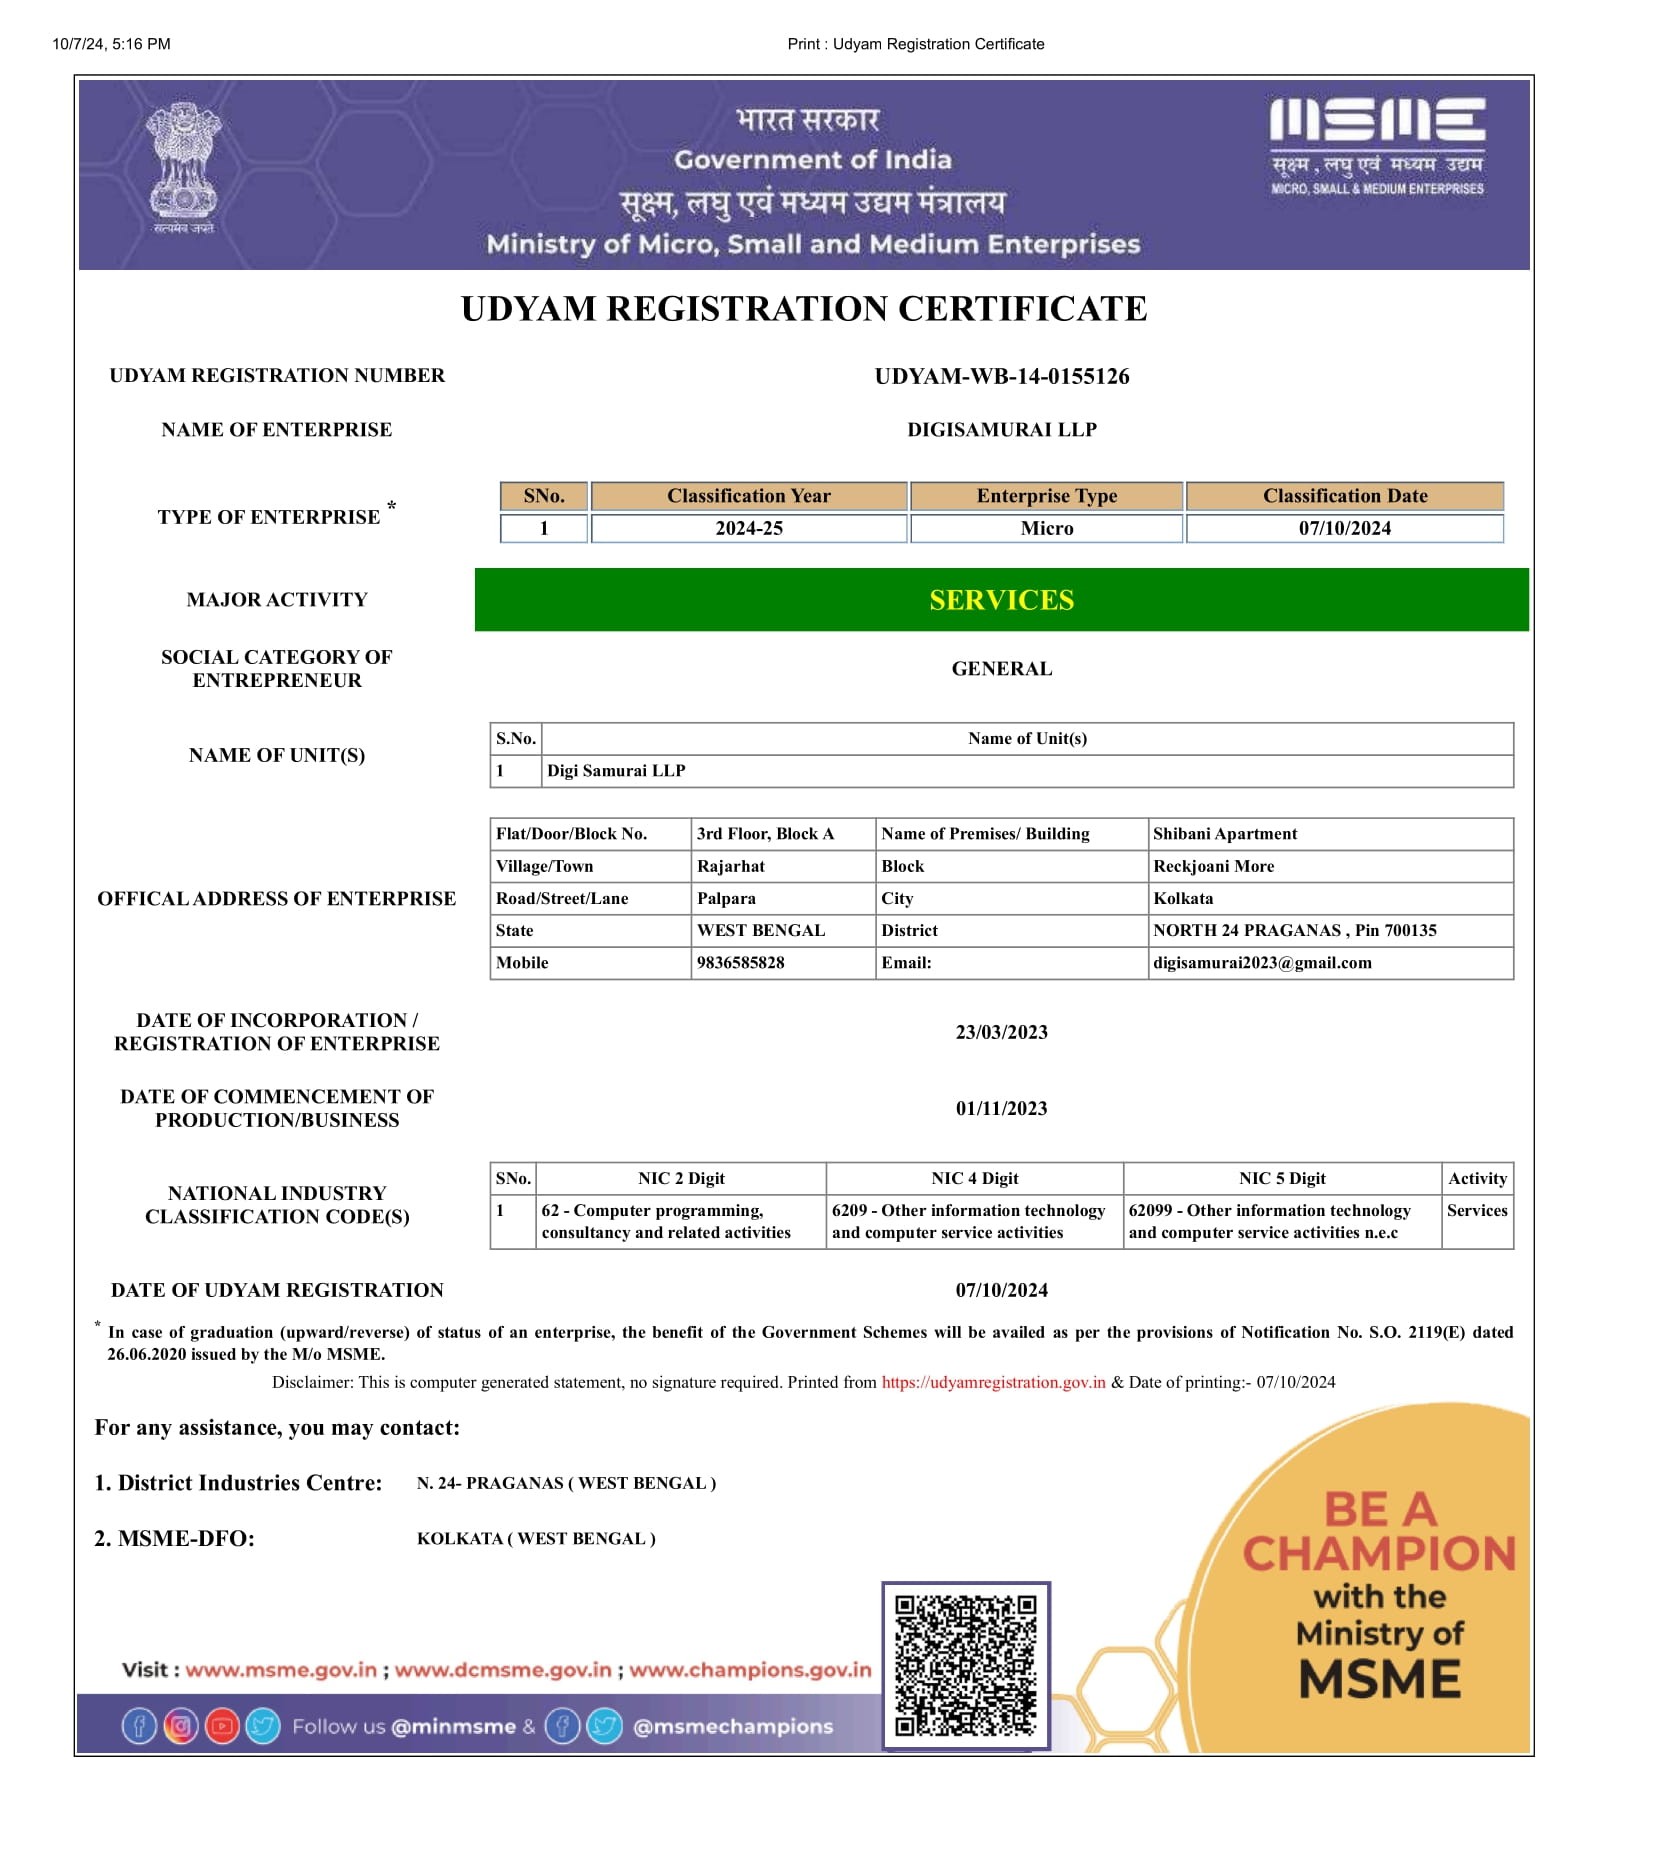 10/7/24, 5:16 PM
Print : Udyam Registration Certificate
भारत सरकार
Government of India
सूक्ष्म, लघु एवं मध्यम उद्यम मंत्रालय
Ministry of Micro, Small and Medium Enterprises
सत्यमेव जयते
MSME
सूक्ष्म , लघु एवं मध्यम उद्यम
MICRO, SMALL & MEDIUM ENTERPRISES
UDYAM REGISTRATION CERTIFICATE
UDYAM REGISTRATION NUMBER
UDYAM-WB-14-0155126
NAME OF ENTERPRISE
DIGISAMURAI LLP
TYPE OF ENTERPRISE *
SNo. Classification Year Enterprise Type Classification Date
1 2024-25 Micro 07/10/2024
MAJOR ACTIVITY
SERVICES
SOCIAL CATEGORY OF
ENTREPRENEUR
GENERAL
NAME OF UNIT(S)
S.No. Name of Unit(s)
1 Digi Samurai LLP
OFFICAL ADDRESS OF ENTERPRISE
Flat/Door/Block No. 3rd Floor, Block A Name of Premises/ Building Shibani Apartment
Village/Town Rajarhat Block Reckjoani More
Road/Street/Lane Palpara City Kolkata
State WEST BENGAL District NORTH 24 PRAGANAS , Pin 700135
Mobile 9836585828 Email: digisamurai2023@gmail.com
DATE OF INCORPORATION /
REGISTRATION OF ENTERPRISE
23/03/2023
DATE OF COMMENCEMENT OF
PRODUCTION/BUSINESS
01/11/2023
NATIONAL INDUSTRY
CLASSIFICATION CODE(S)
SNo. NIC 2 Digit NIC 4 Digit NIC 5 Digit Activity
1 62 - Computer programming, 6209 - Other information technology 62099 - Other information technology Services
consultancy and related activities and computer service activities and computer service activities n.e.c
DATE OF UDYAM REGISTRATION
07/10/2024
* In case of graduation (upward/reverse) of status of an enterprise, the benefit of the Government Schemes will be availed as per the provisions of Notification No. S.O. 2119(E) dated
26.06.2020 issued by the M/o MSME.
Disclaimer: This is computer generated statement, no signature required. Printed from https://udyamregistration.gov.in & Date of printing:- 07/10/2024
For any assistance, you may contact:
1. District Industries Centre: N. 24- PRAGANAS ( WEST BENGAL )
2. MSME-DFO: KOLKATA ( WEST BENGAL )
BE A
CHAMPION
with the
Ministry of
MSME
Visit : www.msme.gov.in ; www.dcmsme.gov.in ; www.champions.gov.in
Follow us @minmsme & @msmechampions